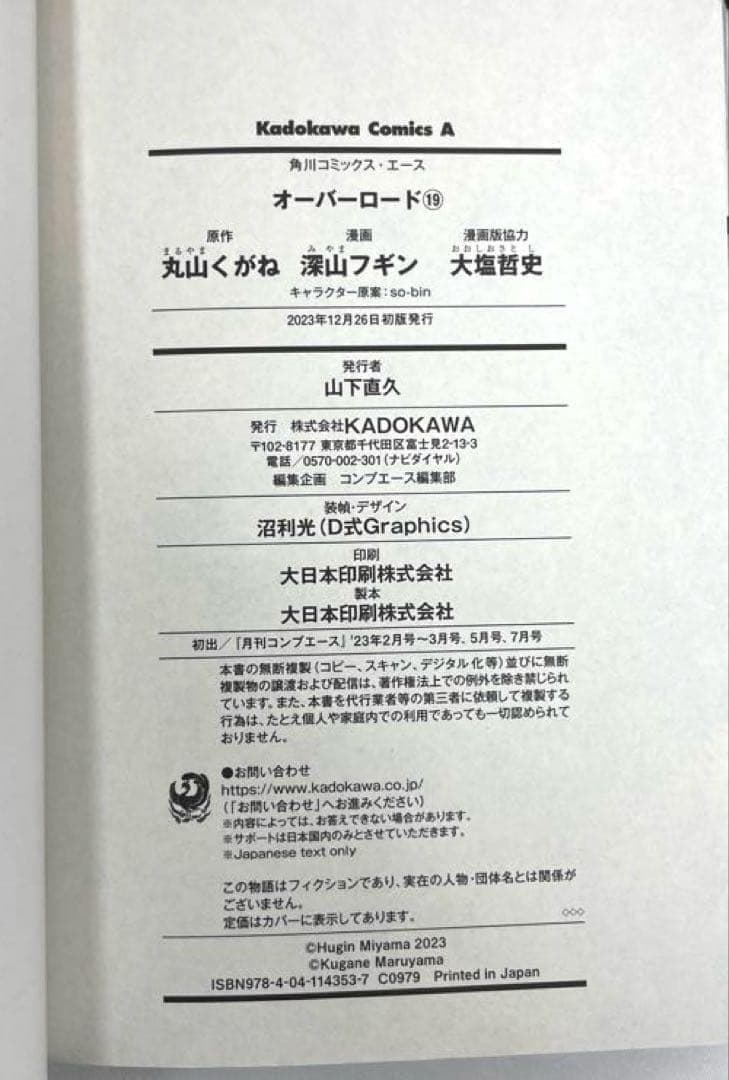 Kadokawa Comics A
角川コミックス・エース
オーバーロード⑲
原作 漫画 漫画版協力
まるやま みやま おおしおさとし
丸山くがね 深山フギン 大塩哲史
キャラクター原案：so-bin
2023年12月26日初版発行
発行者
山下直久
発行 株式会社KADOKAWA
〒102-8177 東京都千代田区富士見2-13-3
電話／0570-002-301（ナビダイヤル）
編集企画 コンプエース編集部
装幀・デザイン
沼利光（D式Graphics）
印刷
大日本印刷株式会社
製本
大日本印刷株式会社
初出／『月刊コンプエース』'23年2月号～3月号、5月号、7月号
本書の無断複製（コピー、スキャン、デジタル化等）並びに無断
複製物の譲渡および配信は、著作権法上での例外を除き禁じられ
ています。また、本書を代行業者等の第三者に依頼して複製する
行為は、たとえ個人や家庭内での利用であっても一切認められて
おりません。
●お問い合わせ
https://www.kadokawa.co.jp/
（「お問い合わせ」へお進みください）
※内容によっては、お答えできない場合があります。
※サポートは日本国内のみとさせていただきます。
※Japanese text only
この物語はフィクションであり、実在の人物・団体名とは関係が
ございません。
定価はカバーに表示してあります。
◇◇◇
©Hugin Miyama 2023
©Kugane Maruyama
ISBN978-4-04-114353-7 C0979 Printed in Japan